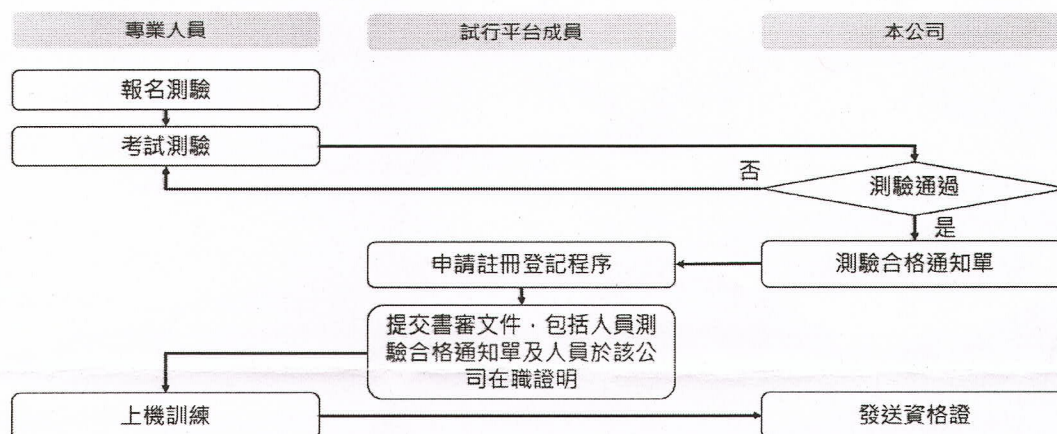 專業人員
試行平台成員
本公司
報名測驗
考試測驗
否
測驗通過
是
申請註冊登記程序
測驗合格通知單
提交書審文件，包括人員測
驗合格通知單及人員於該公
司在職證明
上機訓練
發送資格證